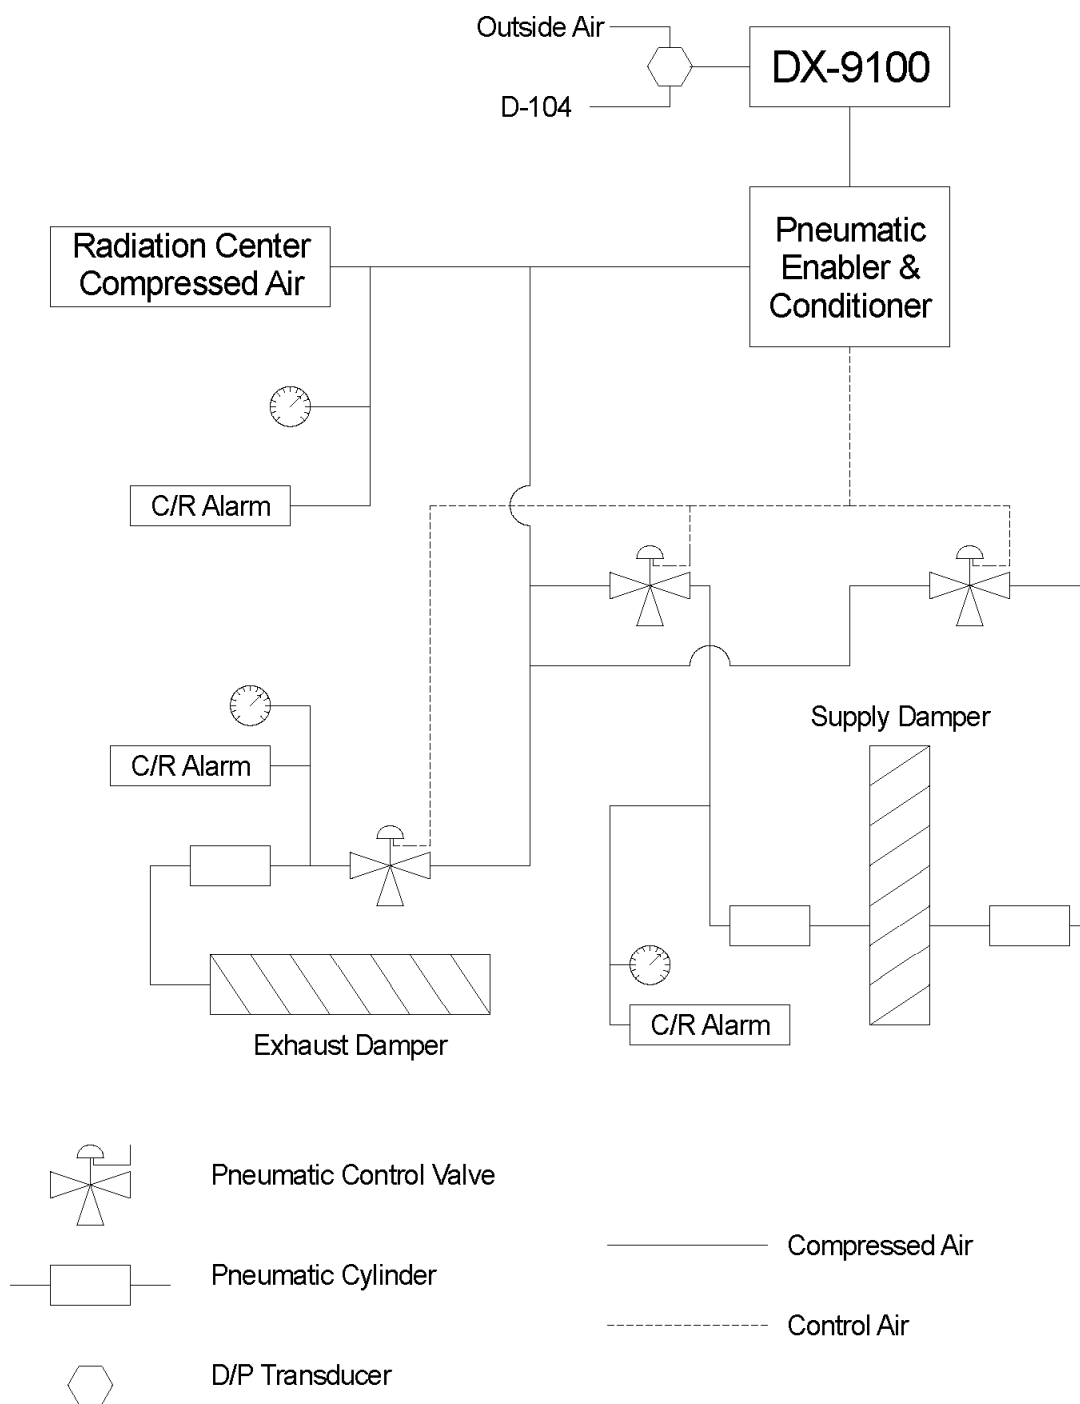 Outside Air
DX-9100
D-104
Radiation Center
Compressed Air
Pneumatic
Enabler &
Conditioner
C/R Alarm
Supply Damper
C/R Alarm
C/R Alarm
Exhaust Damper
Pneumatic Control Valve
Compressed Air
Pneumatic Cylinder
Control Air
D/P Transducer